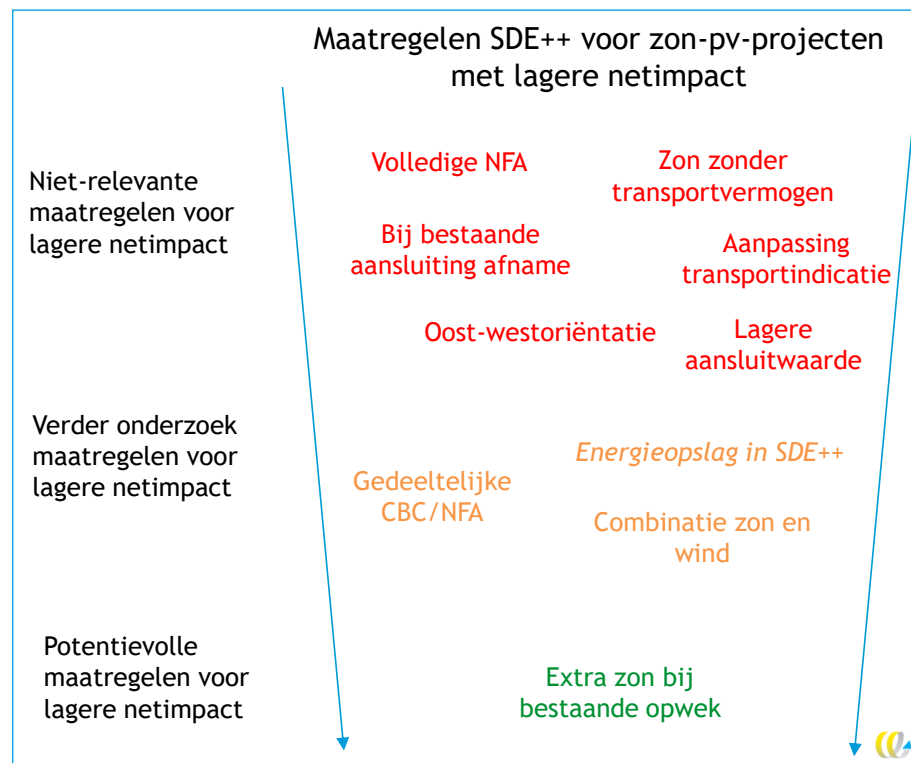 Maatregelen SDE++ voor zon-pv-projecten
met lagere netimpact
Niet-relevante
maatregelen voor
lagere netimpact
Volledige NFA
Zon zonder
transportvermogen
Bij bestaande
aansluiting afname
Aanpassing
transportindicatie
Oost-westoriëntatie
Lagere
aansluitwaarde
Verder onderzoek
maatregelen voor
lagere netimpact
Energieopslag in SDE++
Gedeeltelijke
CBC/NFA
Combinatie zon en
wind
Potentievolle
maatregelen voor
lagere netimpact
Extra zon bij
bestaande opwek